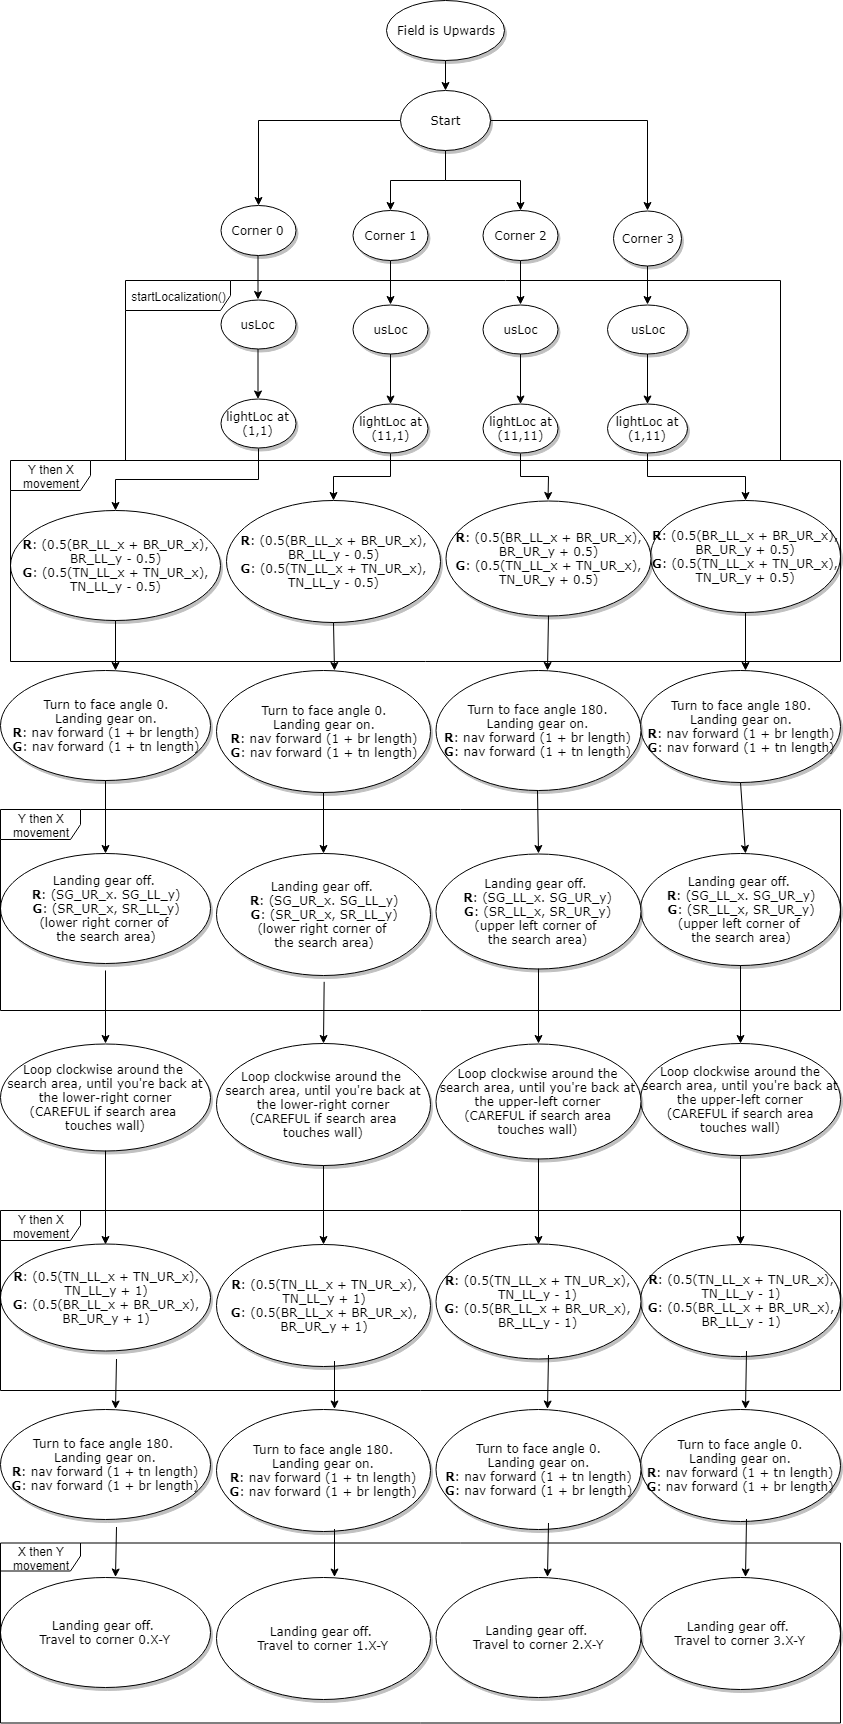 Field is Upwards
Start
Corner 0
Corner 1
Corner 2
Corner 3
startLocalization()
usLoc
usLoc
usLoc
usLoc
lightLoc at
(1,1)
lightLoc at
(11,1)
lightLoc at
(11,11)
lightLoc at
(1,11)
Y then X
movement
R: (0.5(BR_LL_x + BR_UR_x),
BR_LL_y - 0.5)
G: (0.5(TN_LL_x + TN_UR_x),
TN_LL_y - 0.5)
R: (0.5(BR_LL_x + BR_UR_x),
BR_LL_y - 0.5)
G: (0.5(TN_LL_x + TN_UR_x),
TN_LL_y - 0.5)
R: (0.5(BR_LL_x + BR_UR_x),
BR_UR_y + 0.5)
G: (0.5(TN_LL_x + TN_UR_x),
TN_UR_y + 0.5)
R: (0.5(BR_LL_x + BR_UR_x),
BR_UR_y + 0.5)
G: (0.5(TN_LL_x + TN_UR_x),
TN_UR_y + 0.5)
Turn to face angle 0.
Landing gear on.
R: nav forward (1 + br length)
G: nav forward (1 + tn length)
Turn to face angle 0.
Landing gear on.
R: nav forward (1 + br length)
G: nav forward (1 + tn length)
Turn to face angle 180.
Landing gear on.
R: nav forward (1 + br length)
G: nav forward (1 + tn length)
Turn to face angle 180.
Landing gear on.
R: nav forward (1 + br length)
G: nav forward (1 + tn length)
Y then X
movement
Landing gear off.
R: (SG_UR_x. SG_LL_y)
G: (SR_UR_x, SR_LL_y)
(lower right corner of
the search area)
Landing gear off.
R: (SG_UR_x. SG_LL_y)
G: (SR_UR_x, SR_LL_y)
(lower right corner of
the search area)
Landing gear off.
R: (SG_LL_x. SG_UR_y)
G: (SR_LL_x, SR_UR_y)
(upper left corner of
the search area)
Landing gear off.
R: (SG_LL_x. SG_UR_y)
G: (SR_LL_x, SR_UR_y)
(upper left corner of
the search area)
Loop clockwise around the
search area, until you're back at
the lower-right corner
(CAREFUL if search area
touches wall)
Loop clockwise around the
search area, until you're back at
the lower-right corner
(CAREFUL if search area
touches wall)
Loop clockwise around the
search area, until you're back at
the upper-left corner
(CAREFUL if search area
touches wall)
Loop clockwise around the
search area, until you're back at
the upper-left corner
(CAREFUL if search area
touches wall)
Y then X
movement
R: (0.5(TN_LL_x + TN_UR_x),
TN_LL_y + 1)
G: (0.5(BR_LL_x + BR_UR_x),
BR_UR_y + 1)
R: (0.5(TN_LL_x + TN_UR_x),
TN_LL_y + 1)
G: (0.5(BR_LL_x + BR_UR_x),
BR_UR_y + 1)
R: (0.5(TN_LL_x + TN_UR_x),
TN_LL_y - 1)
G: (0.5(BR_LL_x + BR_UR_x),
BR_LL_y - 1)
R: (0.5(TN_LL_x + TN_UR_x),
TN_LL_y - 1)
G: (0.5(BR_LL_x + BR_UR_x),
BR_LL_y - 1)
Turn to face angle 180.
Landing gear on.
R: nav forward (1 + tn length)
G: nav forward (1 + br length)
Turn to face angle 180.
Landing gear on.
R: nav forward (1 + tn length)
G: nav forward (1 + br length)
Turn to face angle 0.
Landing gear on.
R: nav forward (1 + tn length)
G: nav forward (1 + br length)
Turn to face angle 0.
Landing gear on.
R: nav forward (1 + tn length)
G: nav forward (1 + br length)
X then Y
movement
Landing gear off.
Travel to corner 0.X-Y
Landing gear off.
Travel to corner 1.X-Y
Landing gear off.
Travel to corner 2.X-Y
Landing gear off.
Travel to corner 3.X-Y